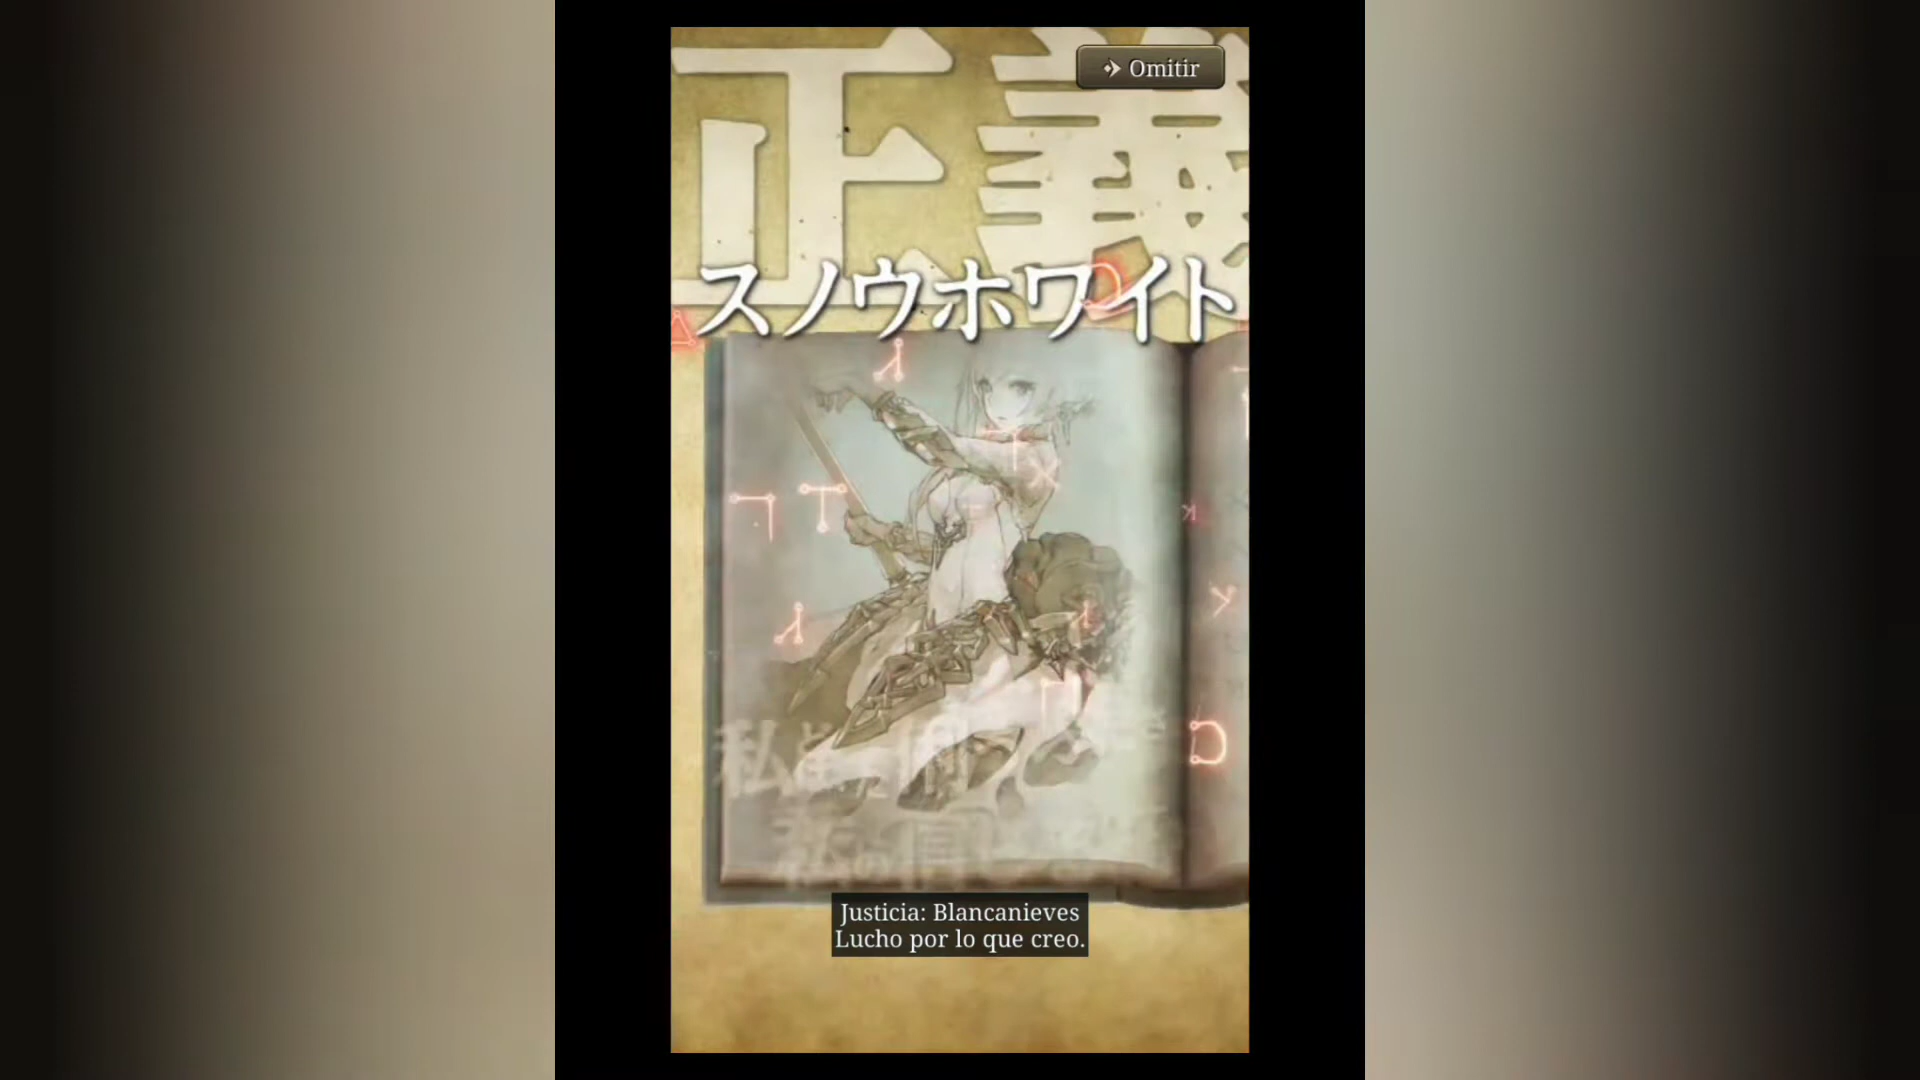 正義
Omitir
スノウホワイト
Justicia: Blancanieves
Lucho por lo que creo.